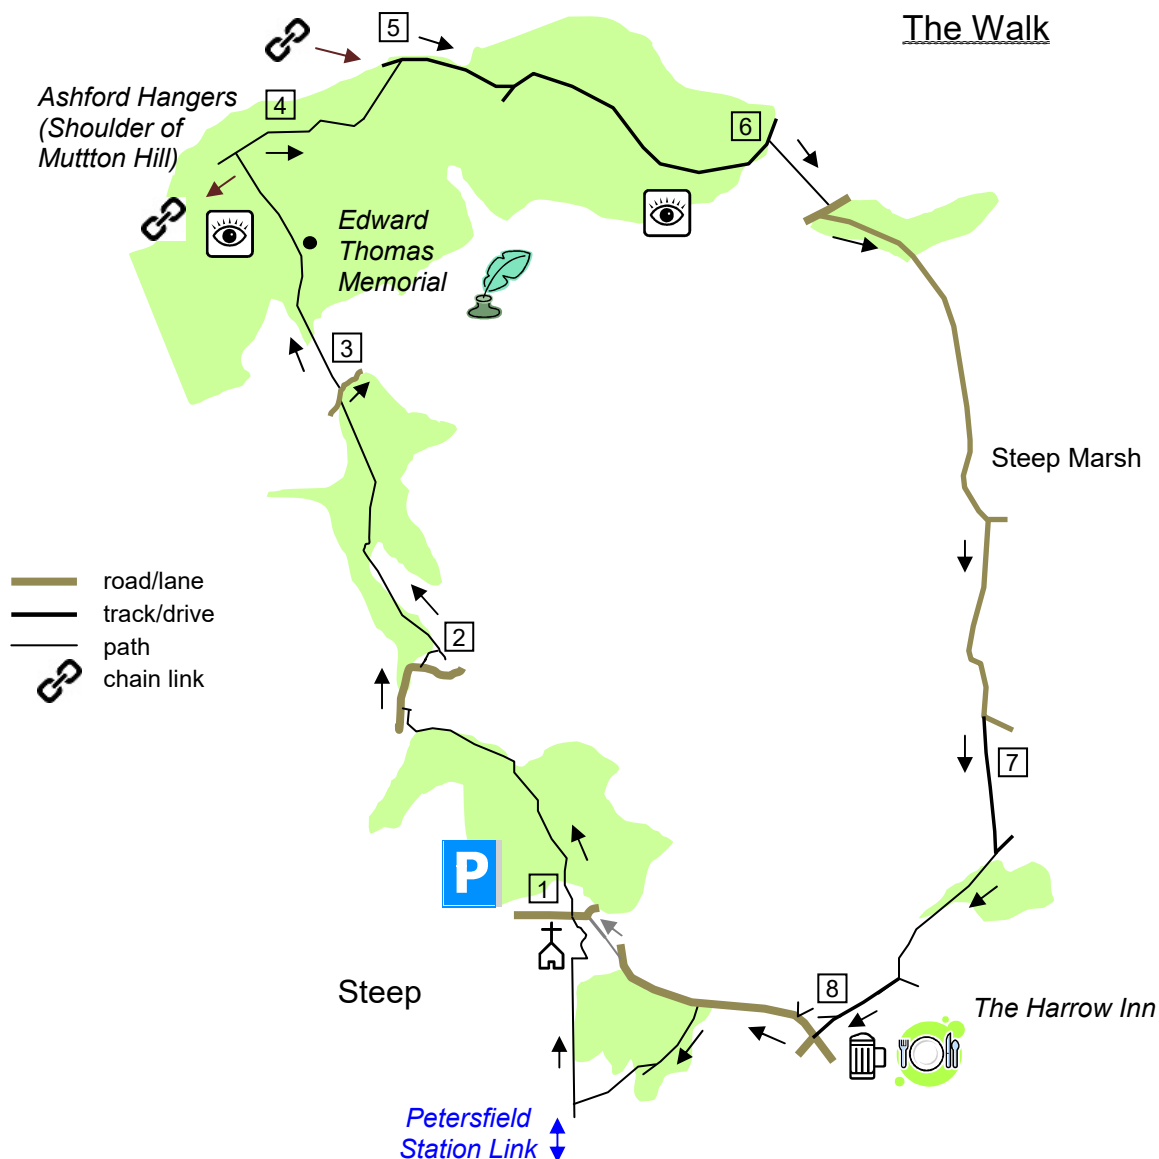 The Walk
5
Ashford Hangers
(Shoulder of
Muttton Hill)
4
6
Edward
Thomas
Memorial
3
Steep Marsh
road/lane
track/drive
path
chain link
2
7
P
1
Steep
8
The Harrow Inn
Petersfield
Station Link